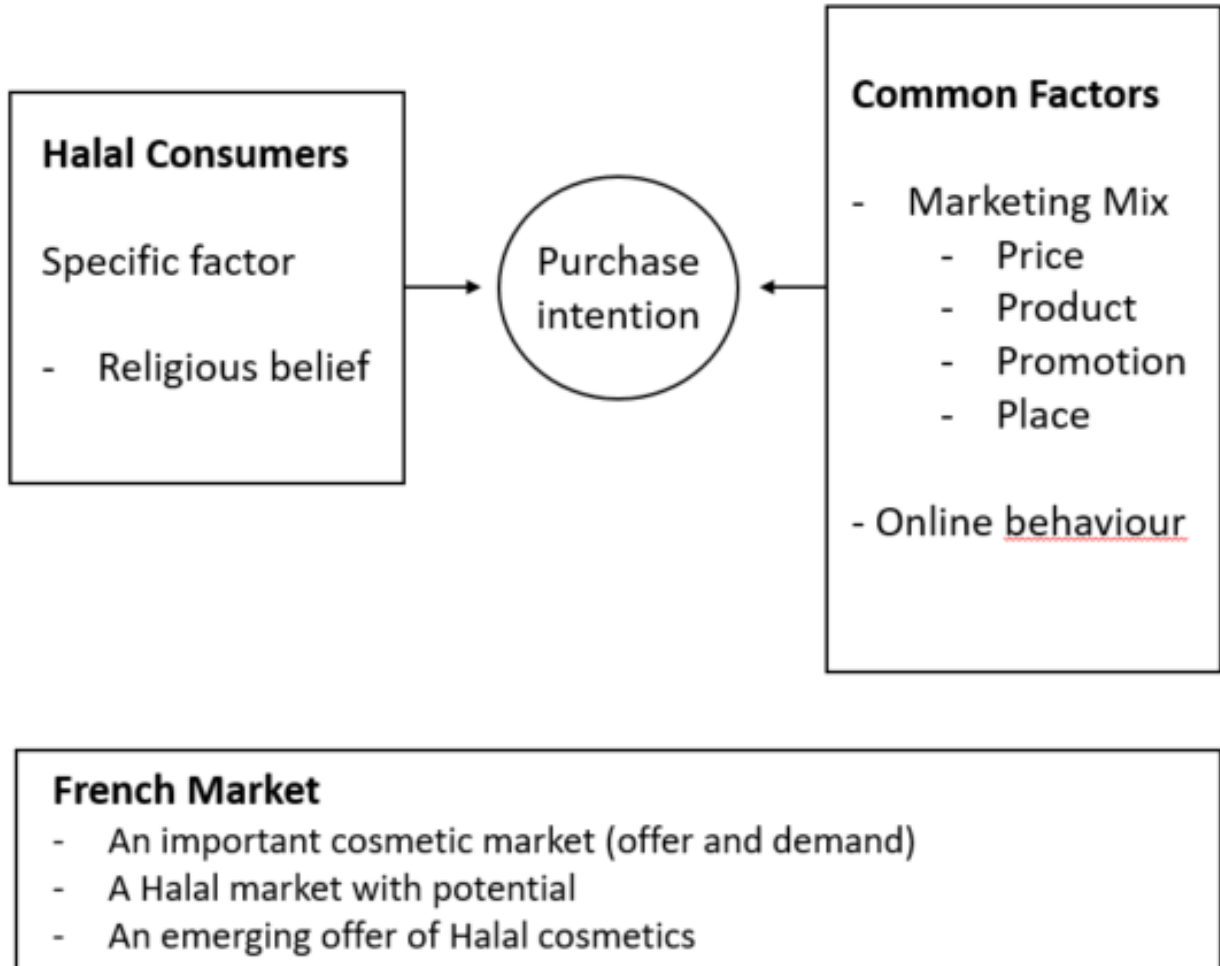 Halal Consumers
Specific factor
- Religious belief
Purchase
intention
Common Factors
- Marketing Mix
- Price
- Product
- Promotion
- Place
- Online behaviour
French Market
- An important cosmetic market (offer and demand)
- A Halal market with potential
- An emerging offer of Halal cosmetics